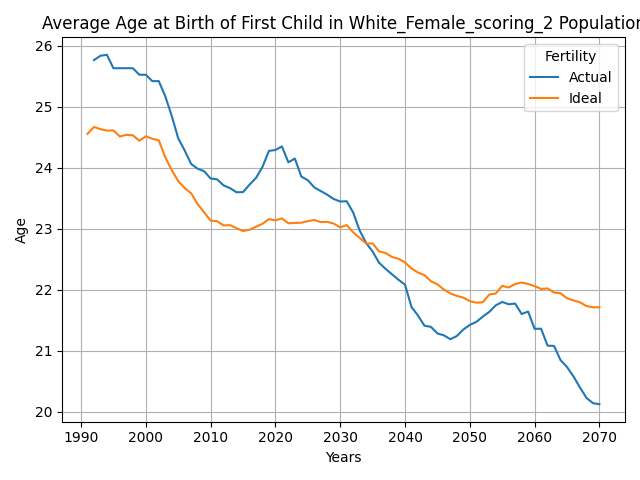 Average Age at Birth of First Child in White_Female_scoring_2 Population
Fertility
Actual
Ideal
Age
26
25
24
23
22
21
20
1990 2000 2010 2020 2030 2040 2050 2060 2070
Years